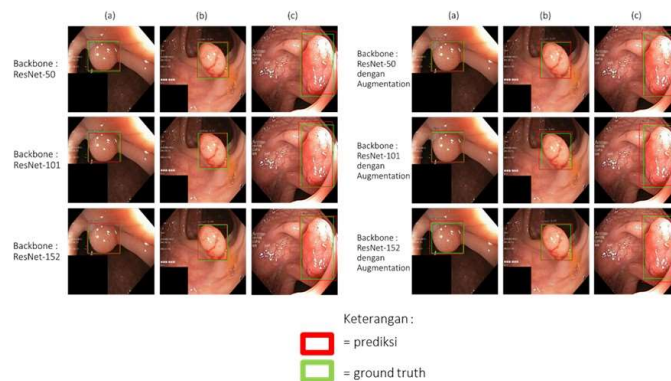 (a) (b) (c) (a) (b) (c)
Backbone :
ResNet-50
Backbone :
ResNet-50
dengan
Augmentation
Backbone :
ResNet-101
Backbone :
ResNet-101
dengan
Augmentation
Backbone :
ResNet-152
Backbone :
ResNet-152
dengan
Augmentation
Keterangan :
= prediksi
= ground truth